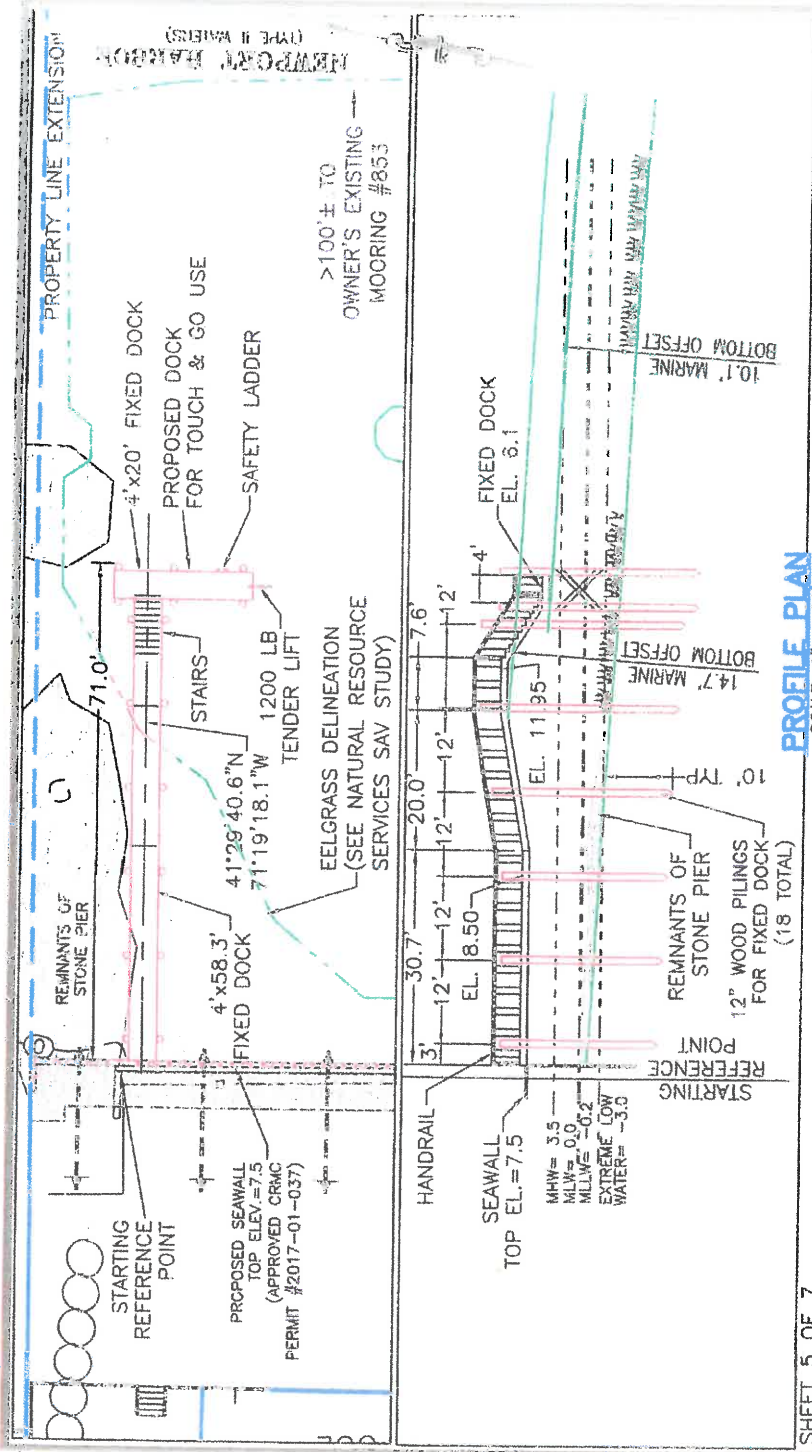 PROPERTY LINE EXTENSION
NEWPORT HARBOR
(TYPE II WATERS)
REMNANTS OF
STONE PIER
71.0'
4'x20' FIXED DOCK
PROPOSED DOCK
FOR TOUCH & GO USE
SAFETY LADDER
STAIRS
>100'± TO
OWNER'S EXISTING
MOORING #853
41°29'40.6"N
71°19'18.1"W
1200 LB
TENDER LIFT
4'x58.3'
FIXED DOCK
EELGRASS DELINEATION
(SEE NATURAL RESOURCE
SERVICES SAV STUDY)
STARTING
REFERENCE
POINT
PROPOSED SEAWALL
TOP ELEV.=7.5
(APPROVED CRMC
PERMIT #2017-01-037)
HANDRAIL
30.7'
20.0'
7.6'
3'
12'
12'
12'
12'
12'
4'
EL. 8.50
EL. 11.95
FIXED DOCK
EL. 6.1
SEAWALL
TOP EL.=7.5
MHW= 3.5
MLW= 0.0
MLLW= -0.2
EXTREME LOW
WATER= -3.0
STARTING
REFERENCE
POINT
REMNANTS OF
STONE PIER
12" WOOD PILINGS
FOR FIXED DOCK
(18 TOTAL)
10' TYP
14.7' MARINE
BOTTOM OFFSET
10.1' MARINE
BOTTOM OFFSET
PROFILE PLAN
SHEET 5 OF 7